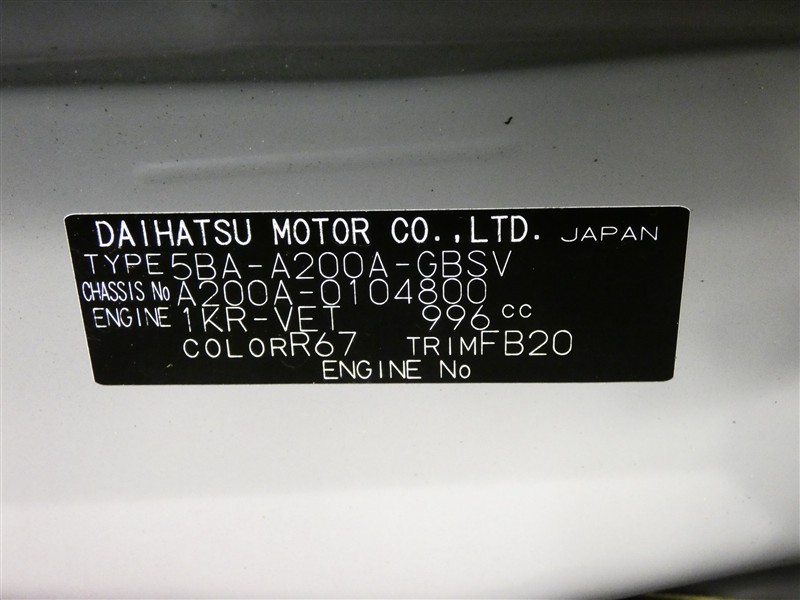 DAIHATSU MOTOR CO.,LTD. JAPAN
TYPE 5BA-A200A-GBSV
CHASSIS No A200A-0104800
ENGINE 1KR-VET 996 cc
COLOR R67 TRIM FB20
ENGINE No